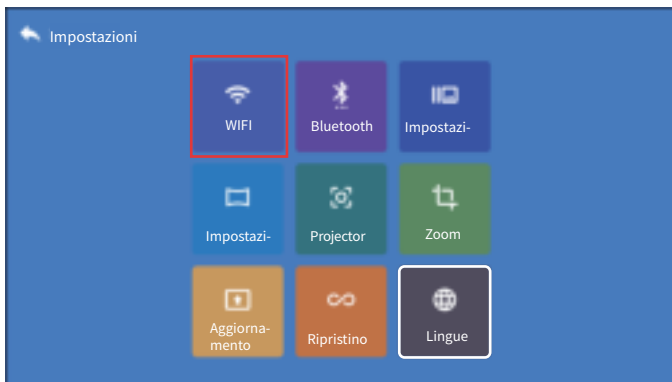 Impostazioni
WIFI
Bluetooth
Impostazi-
Impostazi-
Projector
Zoom
Aggiorna-
mento
Ripristino
Lingue